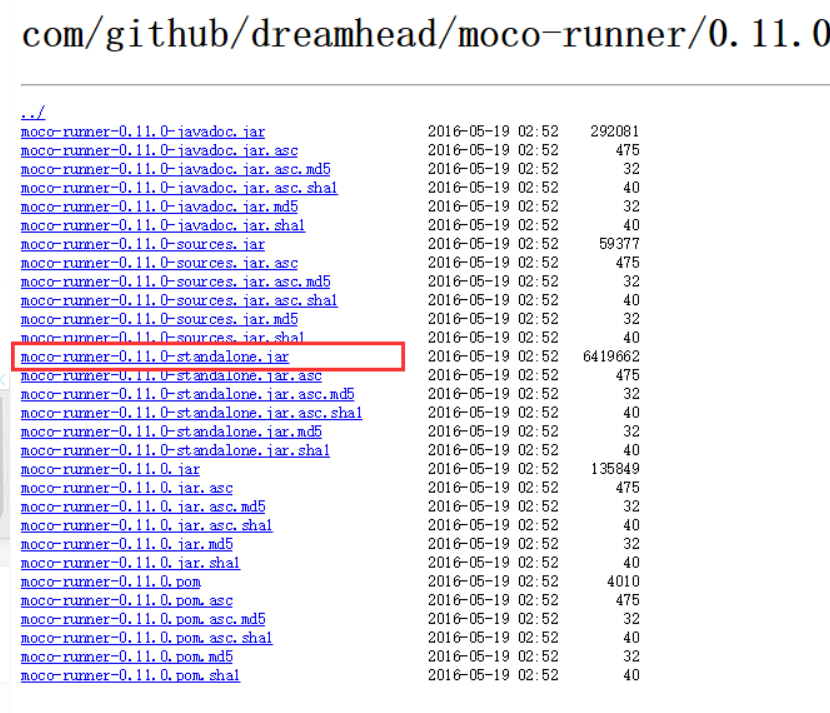 com/github/dreamhead/moco-runner/0.11.0
../
moco-runner-0.11.0-javadoc.jar 2016-05-19 02:52 292081
moco-runner-0.11.0-javadoc.jar.asc 2016-05-19 02:52 475
moco-runner-0.11.0-javadoc.jar.asc.md5 2016-05-19 02:52 32
moco-runner-0.11.0-javadoc.jar.asc.sha1 2016-05-19 02:52 40
moco-runner-0.11.0-javadoc.jar.md5 2016-05-19 02:52 32
moco-runner-0.11.0-javadoc.jar.sha1 2016-05-19 02:52 40
moco-runner-0.11.0-sources.jar 2016-05-19 02:52 59377
moco-runner-0.11.0-sources.jar.asc 2016-05-19 02:52 475
moco-runner-0.11.0-sources.jar.asc.md5 2016-05-19 02:52 32
moco-runner-0.11.0-sources.jar.asc.sha1 2016-05-19 02:52 40
moco-runner-0.11.0-sources.jar.md5 2016-05-19 02:52 32
moco-runner-0.11.0-sources.jar.sha1 2016-05-19 02:52 40
moco-runner-0.11.0-standalone.jar 2016-05-19 02:52 6419662
moco-runner-0.11.0-standalone.jar.asc 2016-05-19 02:52 475
moco-runner-0.11.0-standalone.jar.asc.md5 2016-05-19 02:52 32
moco-runner-0.11.0-standalone.jar.asc.sha1 2016-05-19 02:52 40
moco-runner-0.11.0-standalone.jar.md5 2016-05-19 02:52 32
moco-runner-0.11.0-standalone.jar.sha1 2016-05-19 02:52 40
moco-runner-0.11.0.jar 2016-05-19 02:52 135849
moco-runner-0.11.0.jar.asc 2016-05-19 02:52 475
moco-runner-0.11.0.jar.asc.md5 2016-05-19 02:52 32
moco-runner-0.11.0.jar.asc.sha1 2016-05-19 02:52 40
moco-runner-0.11.0.jar.md5 2016-05-19 02:52 32
moco-runner-0.11.0.jar.sha1 2016-05-19 02:52 40
moco-runner-0.11.0.pom 2016-05-19 02:52 4010
moco-runner-0.11.0.pom.asc 2016-05-19 02:52 475
moco-runner-0.11.0.pom.asc.md5 2016-05-19 02:52 32
moco-runner-0.11.0.pom.asc.sha1 2016-05-19 02:52 40
moco-runner-0.11.0.pom.md5 2016-05-19 02:52 32
moco-runner-0.11.0.pom.sha1 2016-05-19 02:52 40